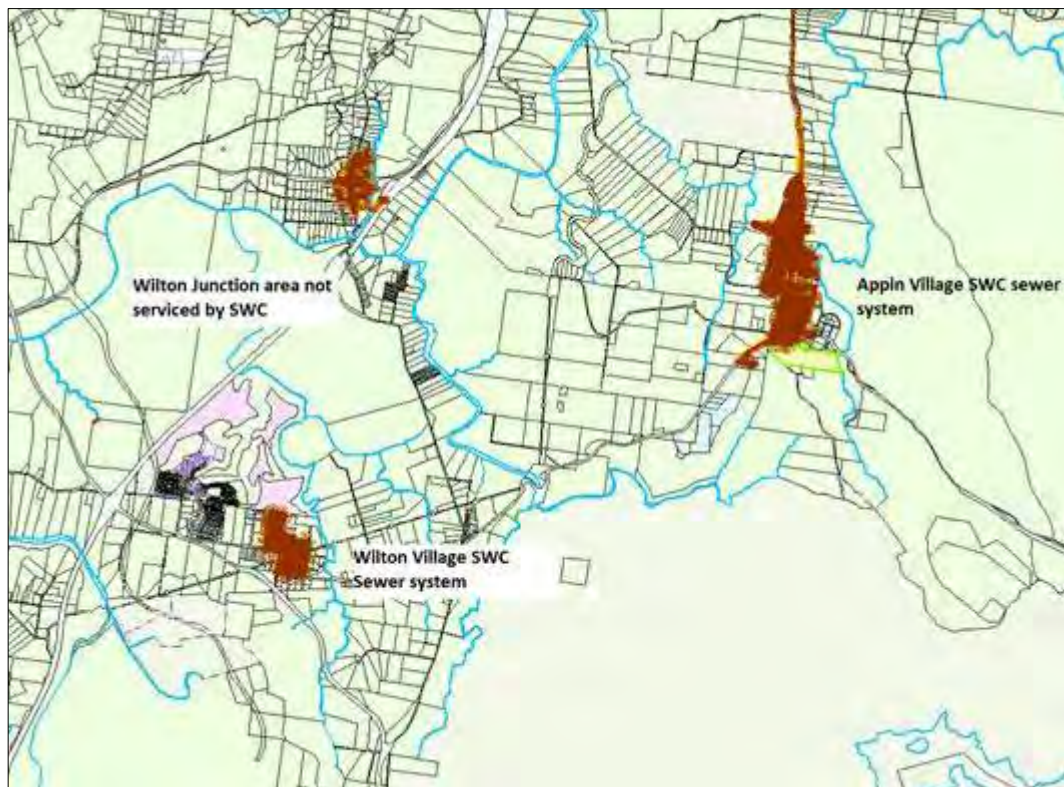 Wilton Junction area not
serviced by SWC
Appin Village SWC sewer
system
Wilton Village SWC
Sewer system